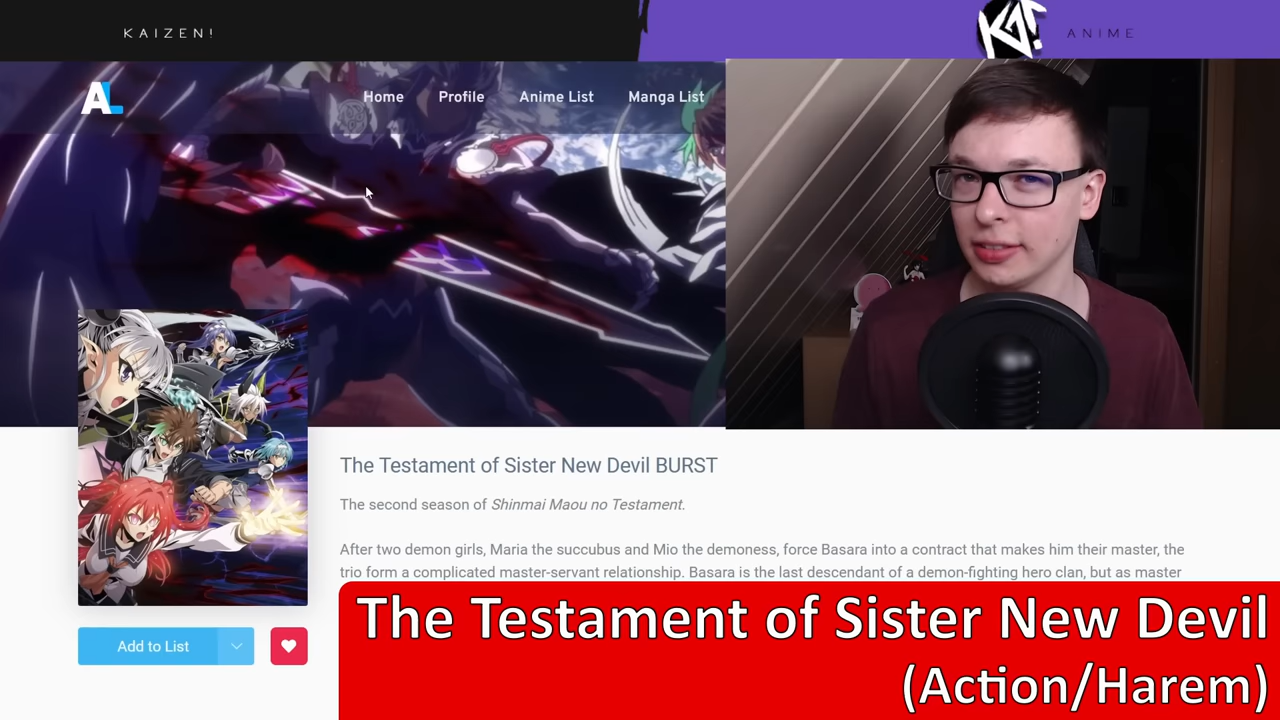 KAIZEN!
KA!
ANIME
AL
Home
Profile
Anime List
Manga List
The Testament of Sister New Devil BURST
The second season of Shinmai Maou no Testament.
After two demon girls, Maria the succubus and Mio the demoness, force Basara into a contract that makes him their master, the
trio form a complicated master-servant relationship. Basara is the last descendant of a demon-fighting hero clan, but as master
Add to List
The Testament of Sister New Devil
(Action/Harem)